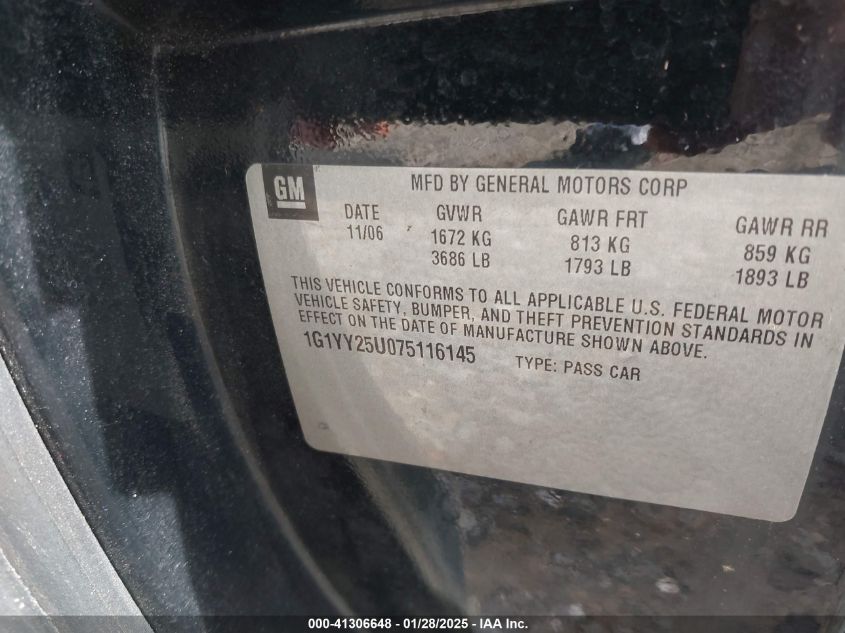 GM
MFD BY GENERAL MOTORS CORP
DATE GVWR GAWR FRT GAWR RR
11/06 1672 KG 813 KG 859 KG
3686 LB 1793 LB 1893 LB
THIS VEHICLE CONFORMS TO ALL APPLICABLE U.S. FEDERAL MOTOR
VEHICLE SAFETY, BUMPER, AND THEFT PREVENTION STANDARDS IN
EFFECT ON THE DATE OF MANUFACTURE SHOWN ABOVE.
1G1YY25U075116145 TYPE: PASS CAR
000-41306648 - 01/28/2025 - IAA Inc.